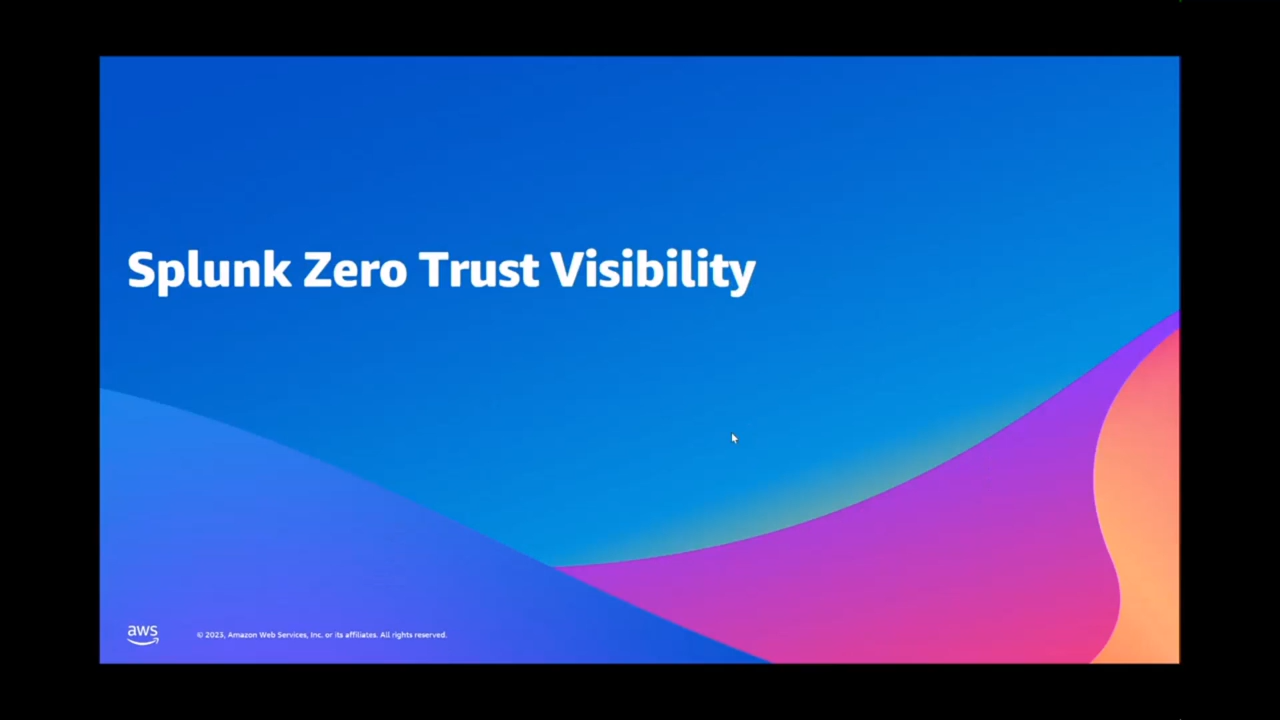 Splunk Zero Trust Visibility
aws
© 2023, Amazon Web Services, Inc. or its affiliates. All rights reserved.